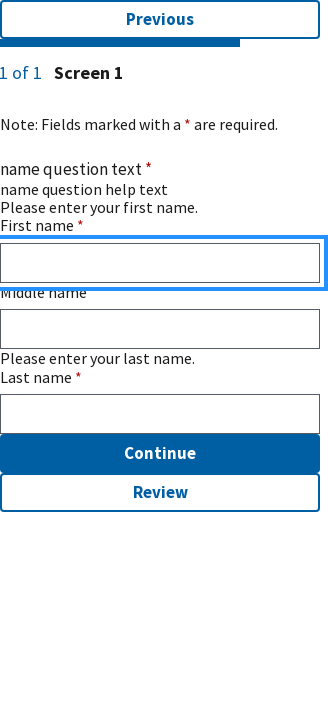 Previous
1 of 1 Screen 1
Note: Fields marked with a * are required.
name question text *
name question help text
Please enter your first name.
First name *
Middle name
Please enter your last name.
Last name *
Continue
Review